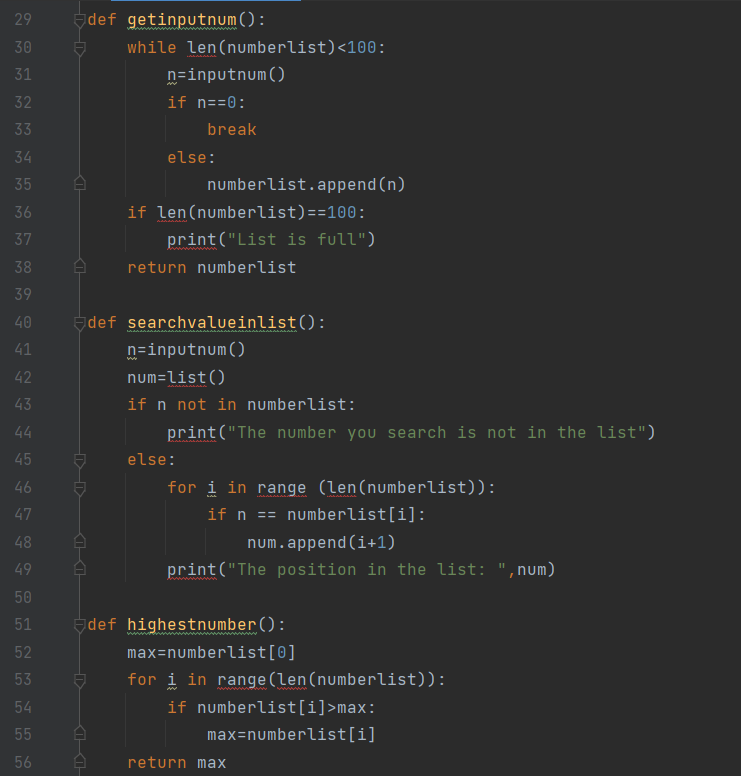 29 def getinputnum():
30     while len(numberlist)<100:
31         n=inputnum()
32         if n==0:
33             break
34         else:
35             numberlist.append(n)
36     if len(numberlist)==100:
37         print("List is full")
38     return numberlist
39
40 def searchvalueinlist():
41     n=inputnum()
42     num=list()
43     if n not in numberlist:
44         print("The number you search is not in the list")
45     else:
46         for i in range (len(numberlist)):
47             if n == numberlist[i]:
48                 num.append(i+1)
49         print("The position in the list: ",num)
50
51 def highestnumber():
52     max=numberlist[0]
53     for i in range(len(numberlist)):
54         if numberlist[i]>max:
55             max=numberlist[i]
56     return max